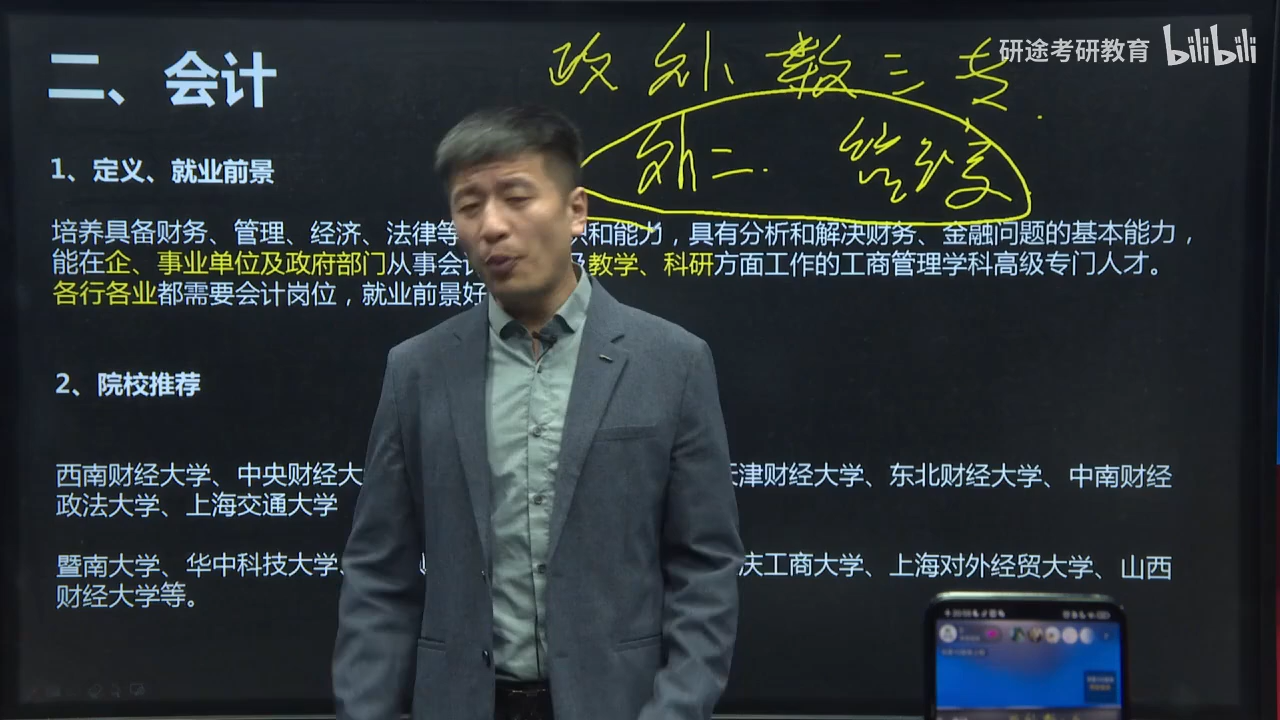 二、会计
政 外 数 三 专
研途考研教育 bilibili
外二. 管综
1、定义、就业前景
培养具备财务、管理、经济、法律等 识和能力，具有分析和解决财务、金融问题的基本能力，
能在企、事业单位及政府部门从事会计 及教学、科研方面工作的工商管理学科高级专门人才。
各行各业都需要会计岗位，就业前景好
2、院校推荐
西南财经大学、中央财经大 天津财经大学、东北财经大学、中南财经
政法大学、上海交通大学
暨南大学、华中科技大学、 庆工商大学、上海对外经贸大学、山西
财经大学等。